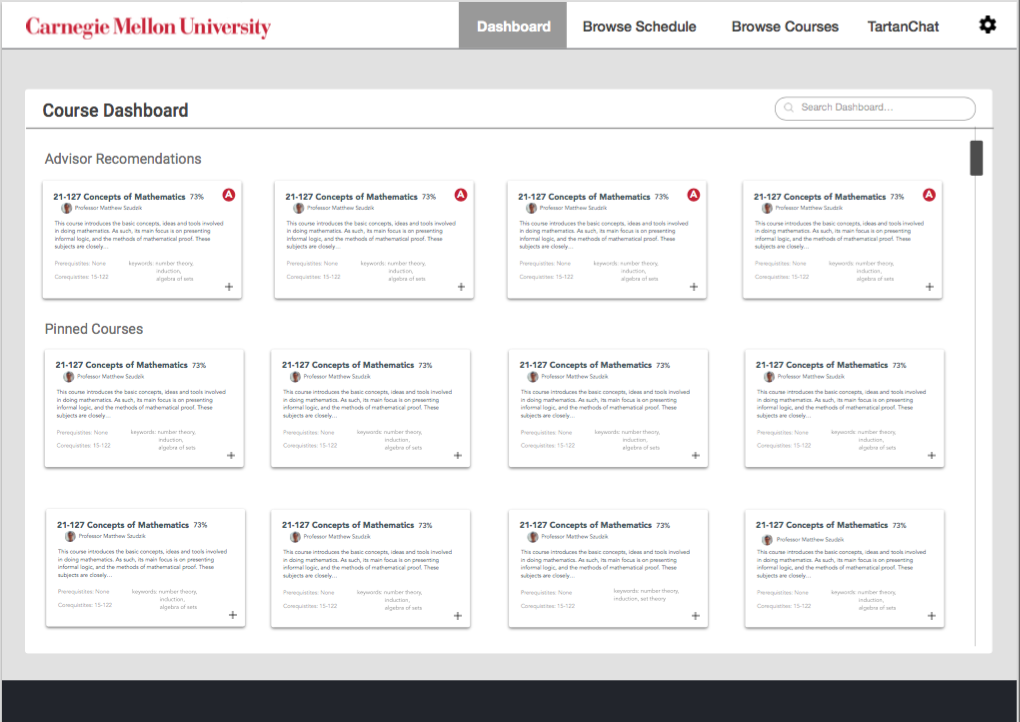 Carnegie Mellon University
Dashboard
Browse Schedule
Browse Courses
TartanChat
Course Dashboard
Search Dashboard...
Advisor Recomendations
21-127 Concepts of Mathematics 73% A
Professor Matthew Szudzik
This course introduces the basic concepts, ideas and tools involved
in doing mathematics. As such, its main focus is on presenting
informal logic, and the methods of mathematical proof. These
subjects are closely...
Prerequisities: None keywords: number theory,
induction,
Corequisities: 15-122
algebra of sets
+
21-127 Concepts of Mathematics 73% A
Professor Matthew Szudzik
This course introduces the basic concepts, ideas and tools involved
in doing mathematics. As such, its main focus is on presenting
informal logic, and the methods of mathematical proof. These
subjects are closely...
Prerequisities: None keywords: number theory,
induction,
Corequisities: 15-122
algebra of sets
+
21-127 Concepts of Mathematics 73% A
Professor Matthew Szudzik
This course introduces the basic concepts, ideas and tools involved
in doing mathematics. As such, its main focus is on presenting
informal logic, and the methods of mathematical proof. These
subjects are closely...
Prerequisities: None keywords: number theory,
induction,
Corequisities: 15-122
algebra of sets
+
21-127 Concepts of Mathematics 73% A
Professor Matthew Szudzik
This course introduces the basic concepts, ideas and tools involved
in doing mathematics. As such, its main focus is on presenting
informal logic, and the methods of mathematical proof. These
subjects are closely...
Prerequisities: None keywords: number theory,
induction,
Corequisities: 15-122
algebra of sets
+
Pinned Courses
21-127 Concepts of Mathematics 73%
Professor Matthew Szudzik
This course introduces the basic concepts, ideas and tools involved
in doing mathematics. As such, its main focus is on presenting
informal logic, and the methods of mathematical proof. These
subjects are closely...
Prerequisities: None keywords: number theory,
induction,
Corequisities: 15-122
algebra of sets
+
21-127 Concepts of Mathematics 73%
Professor Matthew Szudzik
This course introduces the basic concepts, ideas and tools involved
in doing mathematics. As such, its main focus is on presenting
informal logic, and the methods of mathematical proof. These
subjects are closely...
Prerequisities: None keywords: number theory,
induction,
Corequisities: 15-122
algebra of sets
+
21-127 Concepts of Mathematics 73%
Professor Matthew Szudzik
This course introduces the basic concepts, ideas and tools involved
in doing mathematics. As such, its main focus is on presenting
informal logic, and the methods of mathematical proof. These
subjects are closely...
Prerequisities: None keywords: number theory,
induction,
Corequisities: 15-122
algebra of sets
+
21-127 Concepts of Mathematics 73%
Professor Matthew Szudzik
This course introduces the basic concepts, ideas and tools involved
in doing mathematics. As such, its main focus is on presenting
informal logic, and the methods of mathematical proof. These
subjects are closely...
Prerequisities: None keywords: number theory,
induction,
Corequisities: 15-122
algebra of sets
+
21-127 Concepts of Mathematics 73%
Professor Matthew Szudzik
This course introduces the basic concepts, ideas and tools involved
in doing mathematics. As such, its main focus is on presenting
informal logic, and the methods of mathematical proof. These
subjects are closely...
Prerequisities: None keywords: number theory,
induction,
Corequisities: 15-122
algebra of sets
+
21-127 Concepts of Mathematics 73%
Professor Matthew Szudzik
This course introduces the basic concepts, ideas and tools involved
in doing mathematics. As such, its main focus is on presenting
informal logic, and the methods of mathematical proof. These
subjects are closely...
Prerequisities: None keywords: number theory,
induction,
Corequisities: 15-122
algebra of sets
+
21-127 Concepts of Mathematics 73%
Professor Matthew Szudzik
This course introduces the basic concepts, ideas and tools involved
in doing mathematics. As such, its main focus is on presenting
informal logic, and the methods of mathematical proof. These
subjects are closely...
Prerequisities: None keywords: number theory,
induction, set theory
Corequisities: 15-122
+
21-127 Concepts of Mathematics 73%
Professor Matthew Szudzik
This course introduces the basic concepts, ideas and tools involved
in doing mathematics. As such, its main focus is on presenting
informal logic, and the methods of mathematical proof. These
subjects are closely...
Prerequisities: None keywords: number theory,
induction,
Corequisities: 15-122
algebra of sets
+